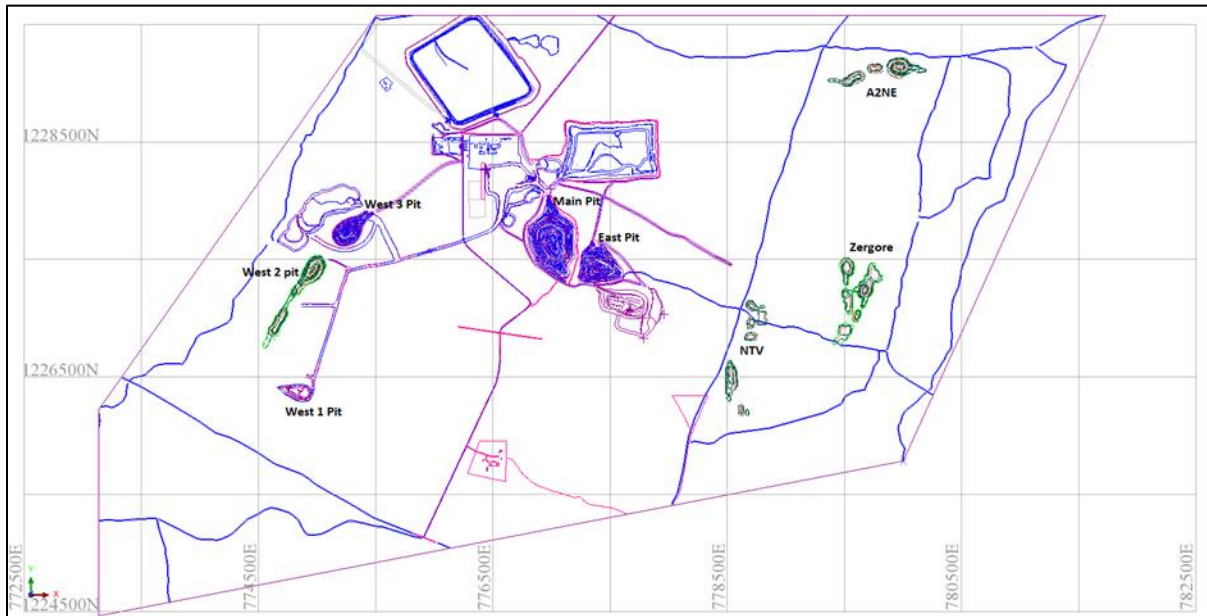 A2NE
1228500N
Main Pit
West 3 Pit
East Pit
Zergore
West 2 pit
NTV
1226500N
West 1 Pit
772500E
774500E
776500E
778500E
780500E
782500E
Y
X
1224500N